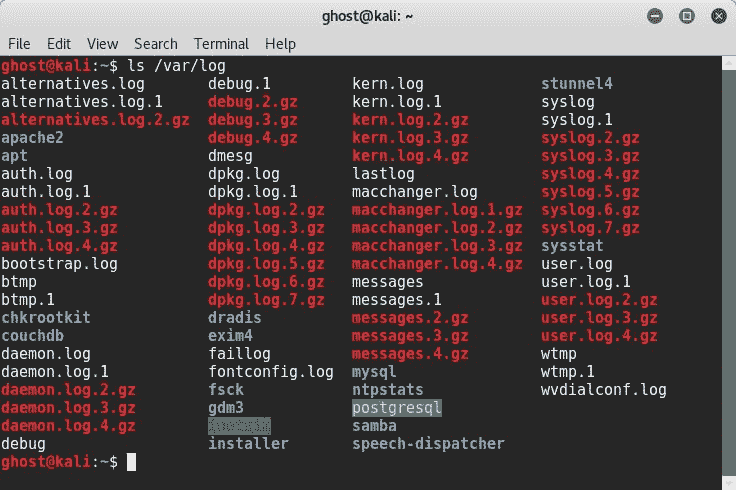 ghost@kali: ~
File Edit View Search Terminal Help
ghost@kali:~$ ls /var/log
alternatives.log debug.1 kern.log stunnel4
alternatives.log.1 debug.2.gz kern.log.1 syslog
alternatives.log.2.gz debug.3.gz kern.log.2.gz syslog.1
apache2 debug.4.gz kern.log.3.gz syslog.2.gz
apt dmesg kern.log.4.gz syslog.3.gz
auth.log dpkg.log lastlog syslog.4.gz
auth.log.1 dpkg.log.1 macchanger.log syslog.5.gz
auth.log.2.gz dpkg.log.2.gz macchanger.log.1.gz syslog.6.gz
auth.log.3.gz dpkg.log.3.gz macchanger.log.2.gz syslog.7.gz
auth.log.4.gz dpkg.log.4.gz macchanger.log.3.gz sysstat
bootstrap.log dpkg.log.5.gz macchanger.log.4.gz user.log
btmp dpkg.log.6.gz messages user.log.1
btmp.1 dpkg.log.7.gz messages.1 user.log.2.gz
chkrootkit dradis messages.2.gz user.log.3.gz
couchdb exim4 messages.3.gz user.log.4.gz
daemon.log faillog messages.4.gz wtmp
daemon.log.1 fontconfig.log mysql wtmp.1
daemon.log.2.gz fsck ntpstats wvdialconf.log
daemon.log.3.gz gdm3 postgresql
daemon.log.4.gz samba
debug installer speech-dispatcher
ghost@kali:~$